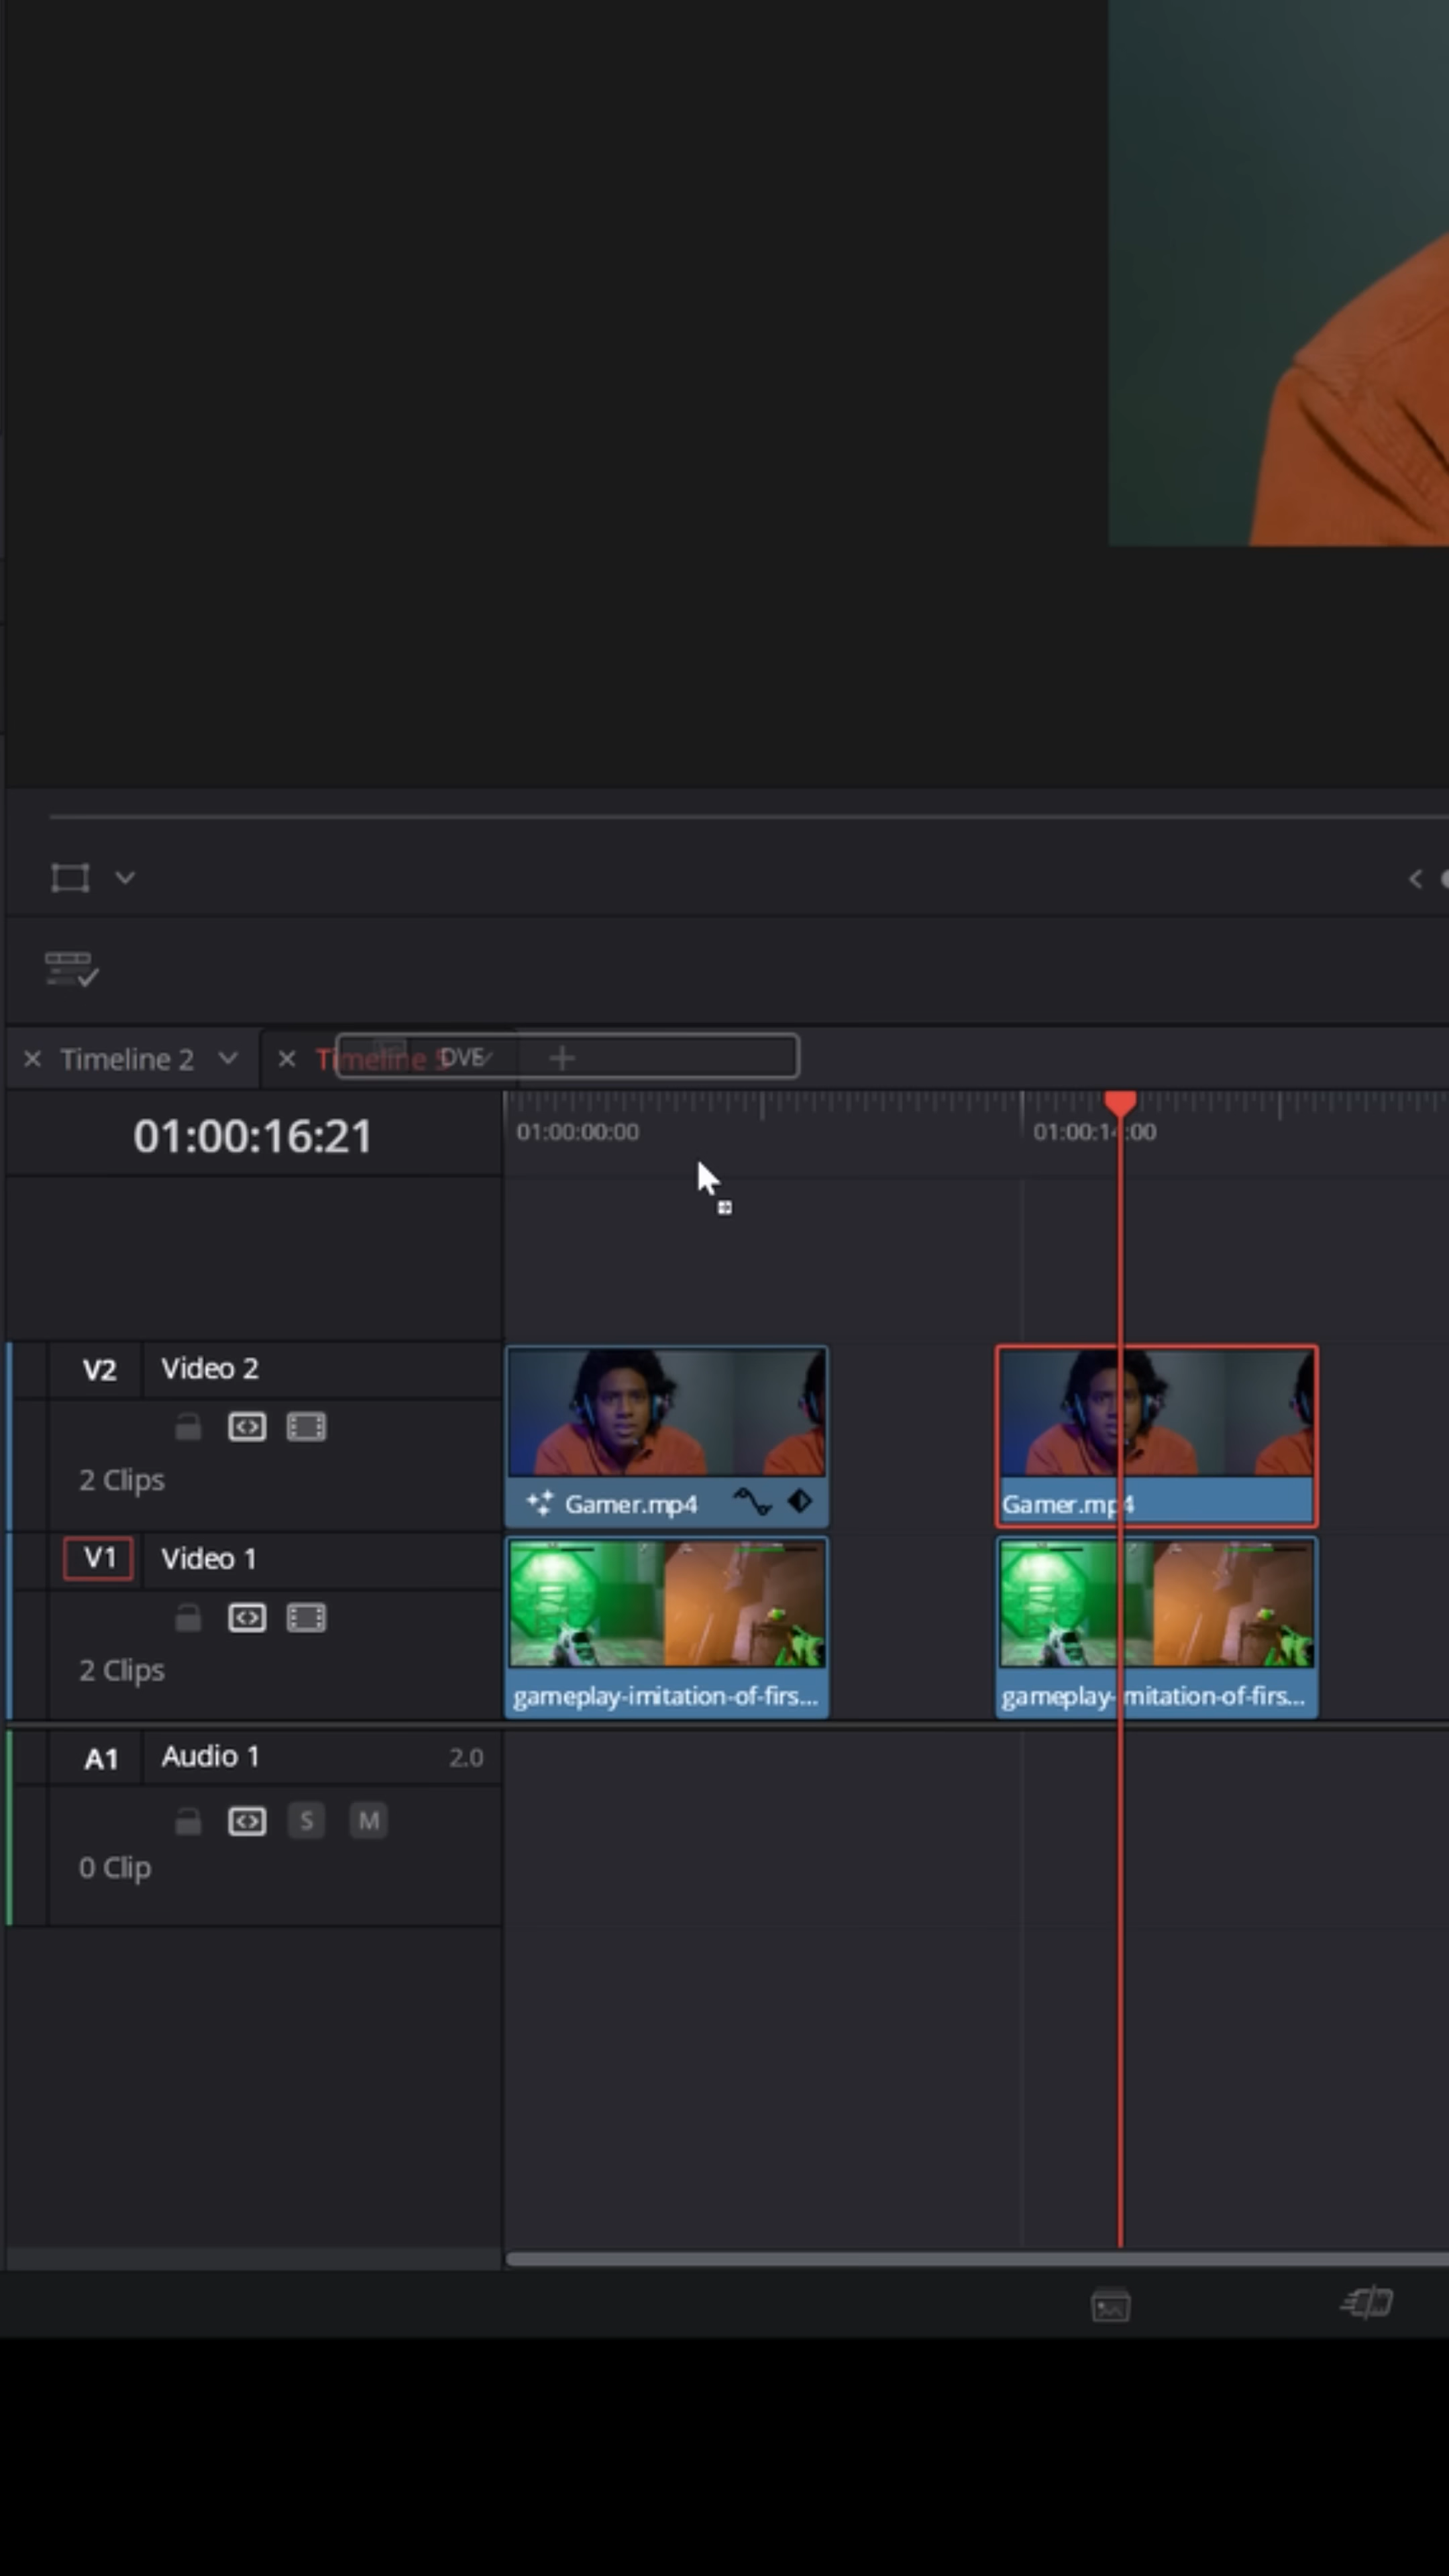 Timeline 2
Timeline 5 DVE
01:00:16:21
01:00:00:00
01:00:14:00
V2 Video 2
2 Clips
Gamer.mp4
Gamer.mp4
V1 Video 1
2 Clips
gameplay-imitation-of-firs...
gameplay-imitation-of-firs...
A1 Audio 1 2.0
S M
0 Clip